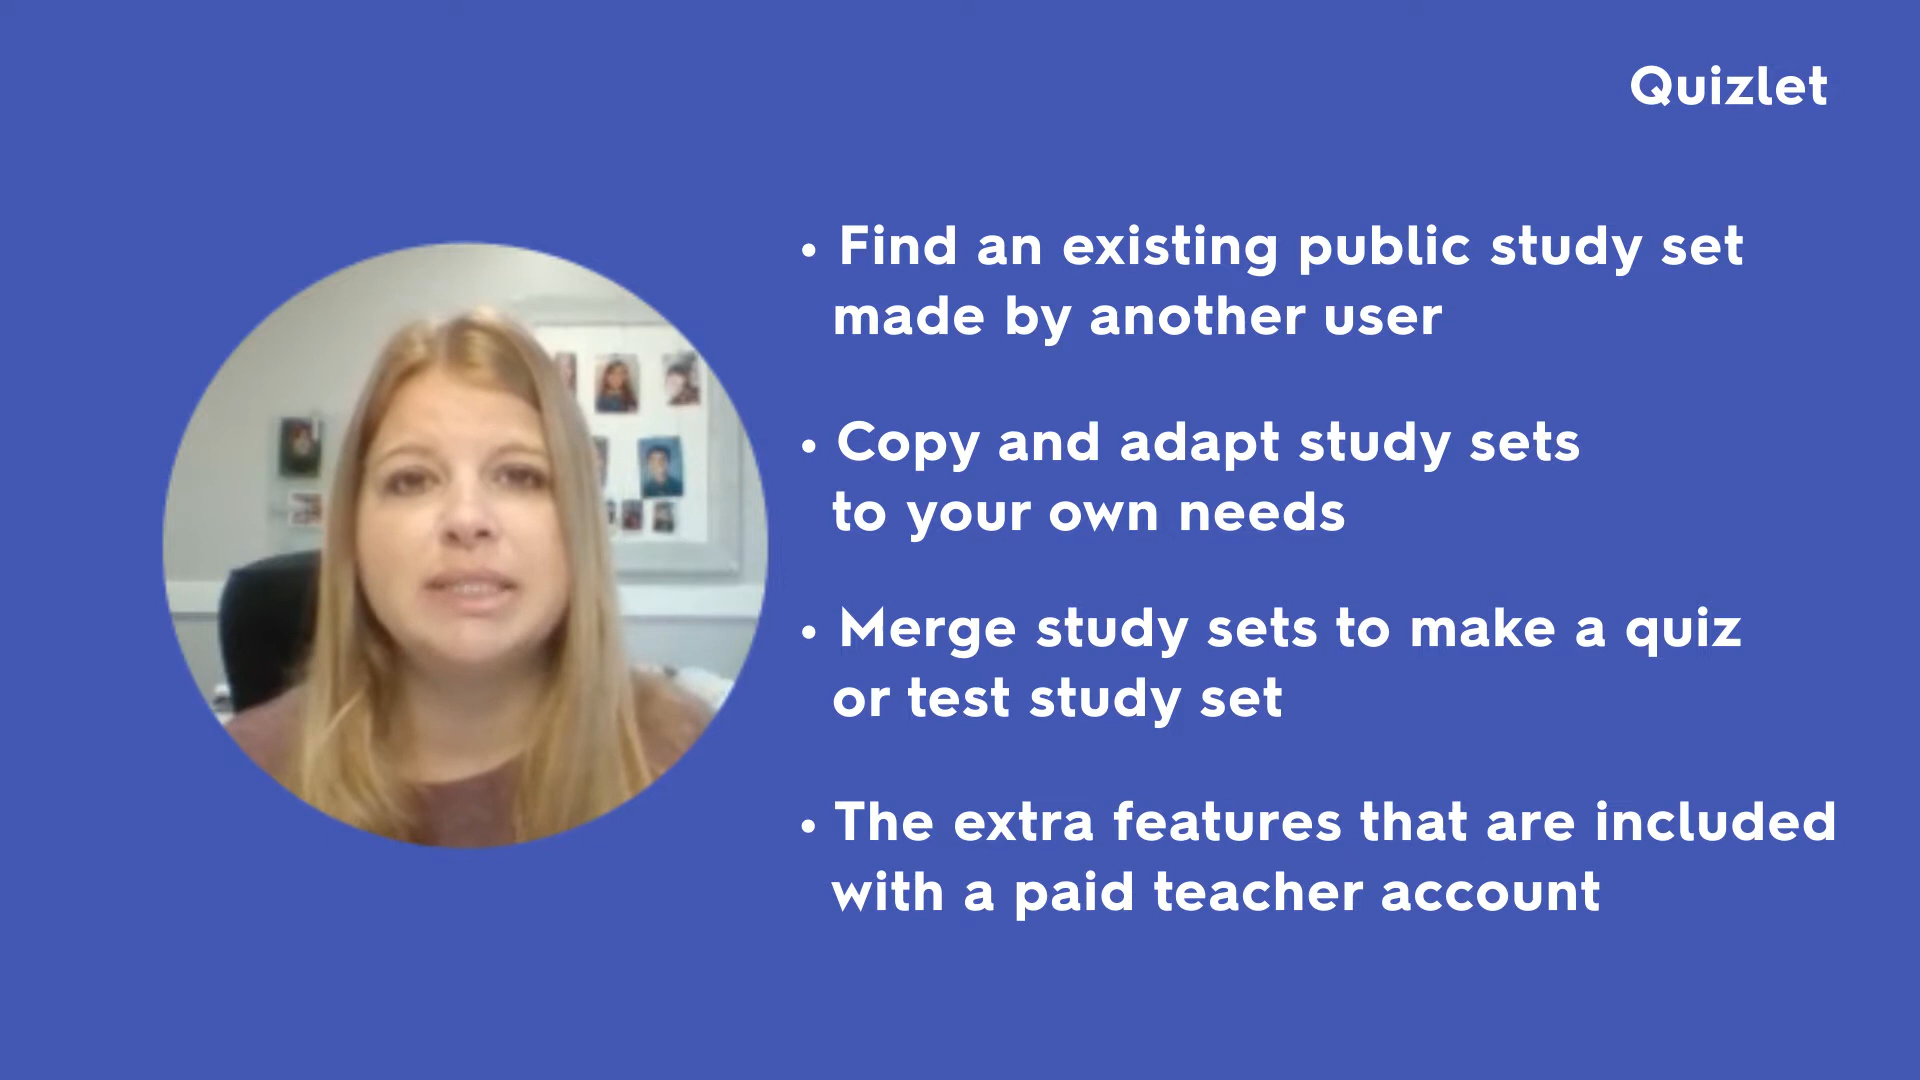 Quizlet
• Find an existing public study set
made by another user
• Copy and adapt study sets
to your own needs
• Merge study sets to make a quiz
or test study set
• The extra features that are included
with a paid teacher account